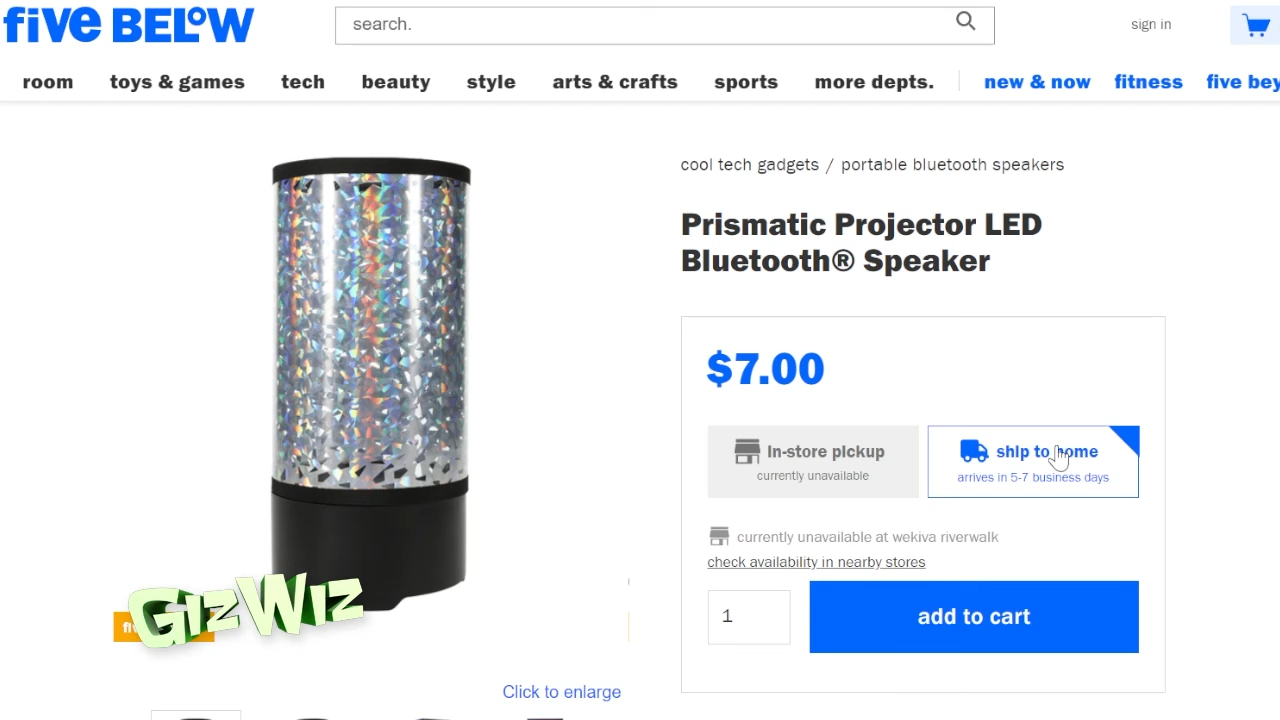 five BELOW
search.
sign in
room toys & games tech beauty style arts & crafts sports more depts. new & now fitness five bey
cool tech gadgets / portable bluetooth speakers
Prismatic Projector LED
Bluetooth® Speaker
$7.00
In-store pickup
currently unavailable
ship to home
arrives in 5-7 business days
currently unavailable at wekiva riverwalk
check availability in nearby stores
1
add to cart
GizWiz
Click to enlarge